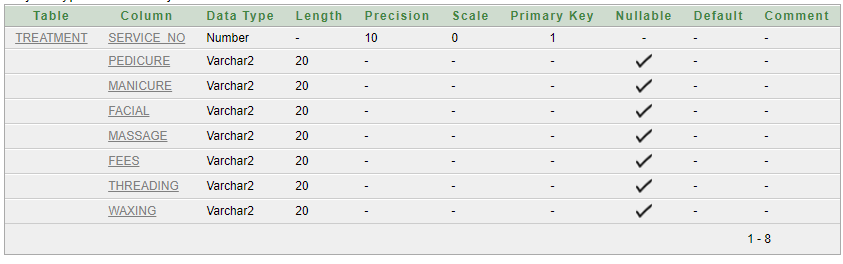 Table Column Data Type Length Precision Scale Primary Key Nullable Default Comment
TREATMENT SERVICE_NO Number - 10 0 1 - - -
PEDICURE Varchar2 20 - - - ✓ - -
MANICURE Varchar2 20 - - - ✓ - -
FACIAL Varchar2 20 - - - ✓ - -
MASSAGE Varchar2 20 - - - ✓ - -
FEES Varchar2 20 - - - ✓ - -
THREADING Varchar2 20 - - - ✓ - -
WAXING Varchar2 20 - - - ✓ - -
1 - 8